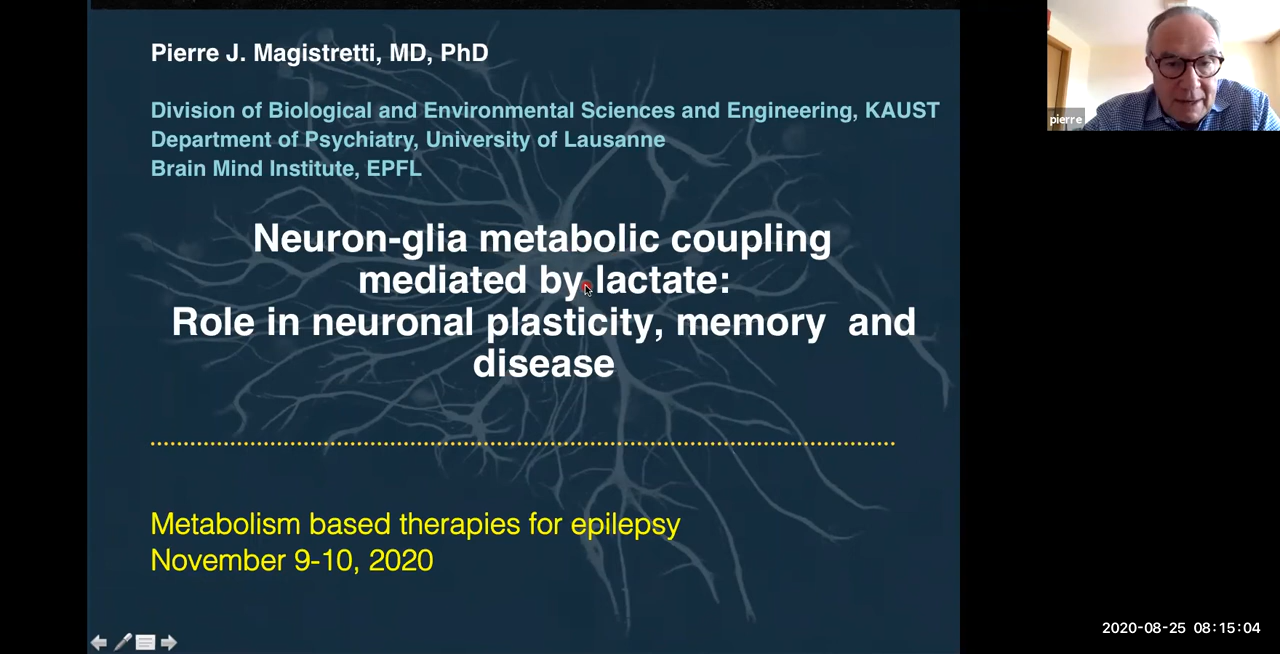 Pierre J. Magistretti, MD, PhD
Division of Biological and Environmental Sciences and Engineering, KAUST
Department of Psychiatry, University of Lausanne
Brain Mind Institute, EPFL
Neuron-glia metabolic coupling
mediated by lactate:
Role in neuronal plasticity, memory and
disease
Metabolism based therapies for epilepsy
November 9-10, 2020
pierre
2020-08-25 08:15:04